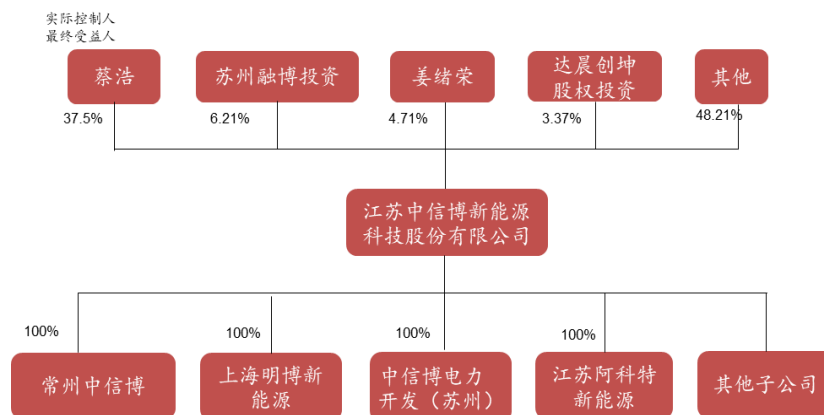 实际控制人
最终受益人
蔡浩
苏州融博投资
姜绪荣
达晨创坤
股权投资
其他
37.5%
6.21%
4.71%
3.37%
48.21%
江苏中信博新能源
科技股份有限公司
100%
100%
100%
100%
常州中信博
上海明博新
能源
中信博电力
开发（苏州）
江苏阿科特
新能源
其他子公司